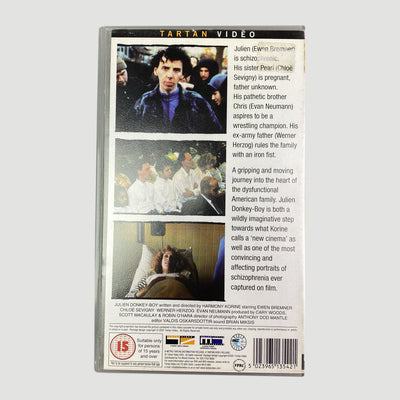 TARTAN VIDEO
Julien (Ewen Bremner)
is schizophrenic.
His sister Pearl (Chloë
Sevigny) is pregnant,
father unknown.
His pathetic brother
Chris (Evan Neumann)
aspires to be a
wrestling champion. His
ex-army father (Werner
Herzog) rules the family
with an iron fist.
A gripping and moving
journey into the heart of
the dysfunctional
American family. Julien
Donkey-Boy is both a
wildly imaginative step
towards what Korine
calls a 'new cinema' as
well as one of the most
convincing and
affecting portraits of
schizophrenia ever
captured on film.
JULIEN DONKEY-BOY written and directed by HARMONY KORINE starring EWEN BREMNER
CHLOE SEVIGNY WERNER HERZOG EVAN NEUMANN produced by CARY WOODS
SCOTT MACAULAY & ROBIN O'HARA director of photography ANTHONY DOD MANTLE
editor VALDIS OSKARSDOTTIR sound BRIAN MIKSIS
15
Suitable only
for persons
of 15 years
and over
5 023965 135421